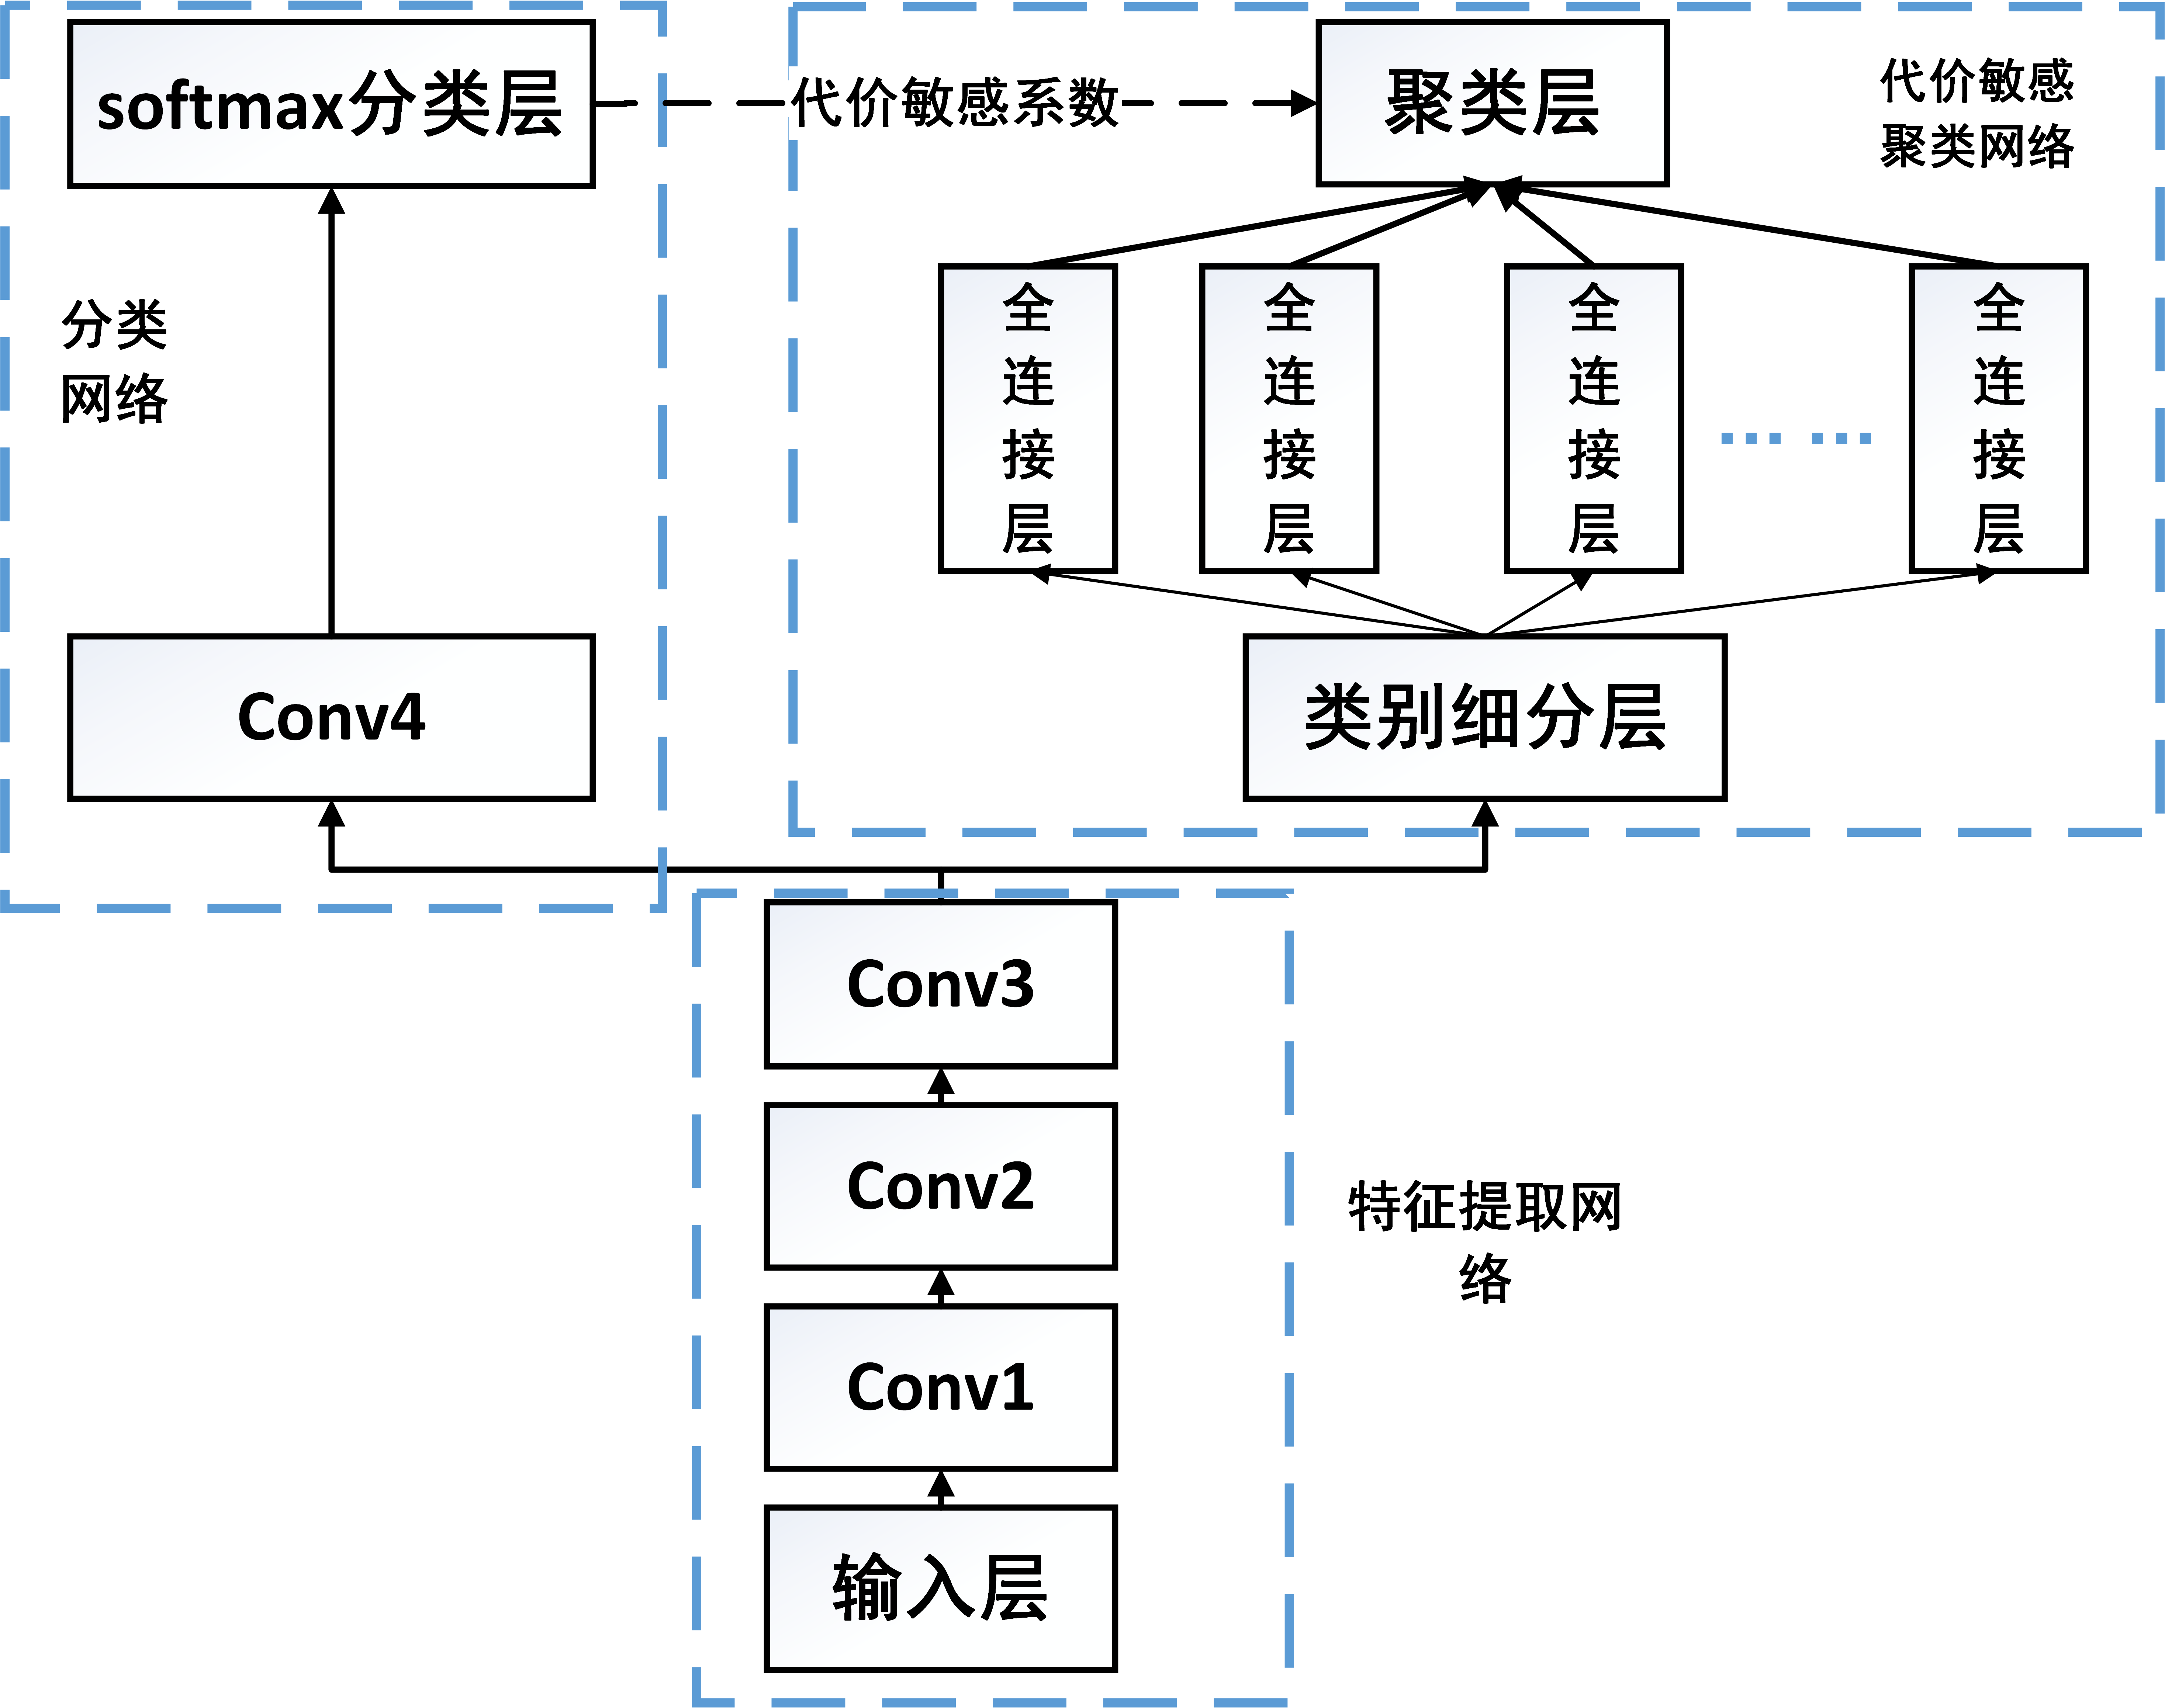 softmax分类层
代价敏感系数
聚类层
代价敏感
聚类网络
分类
网络
全
连
接
层
全
连
接
层
全
连
接
层
…  …
全
连
接
层
Conv4
类别细分层
Conv3
Conv2
特征提取网
络
Conv1
输入层